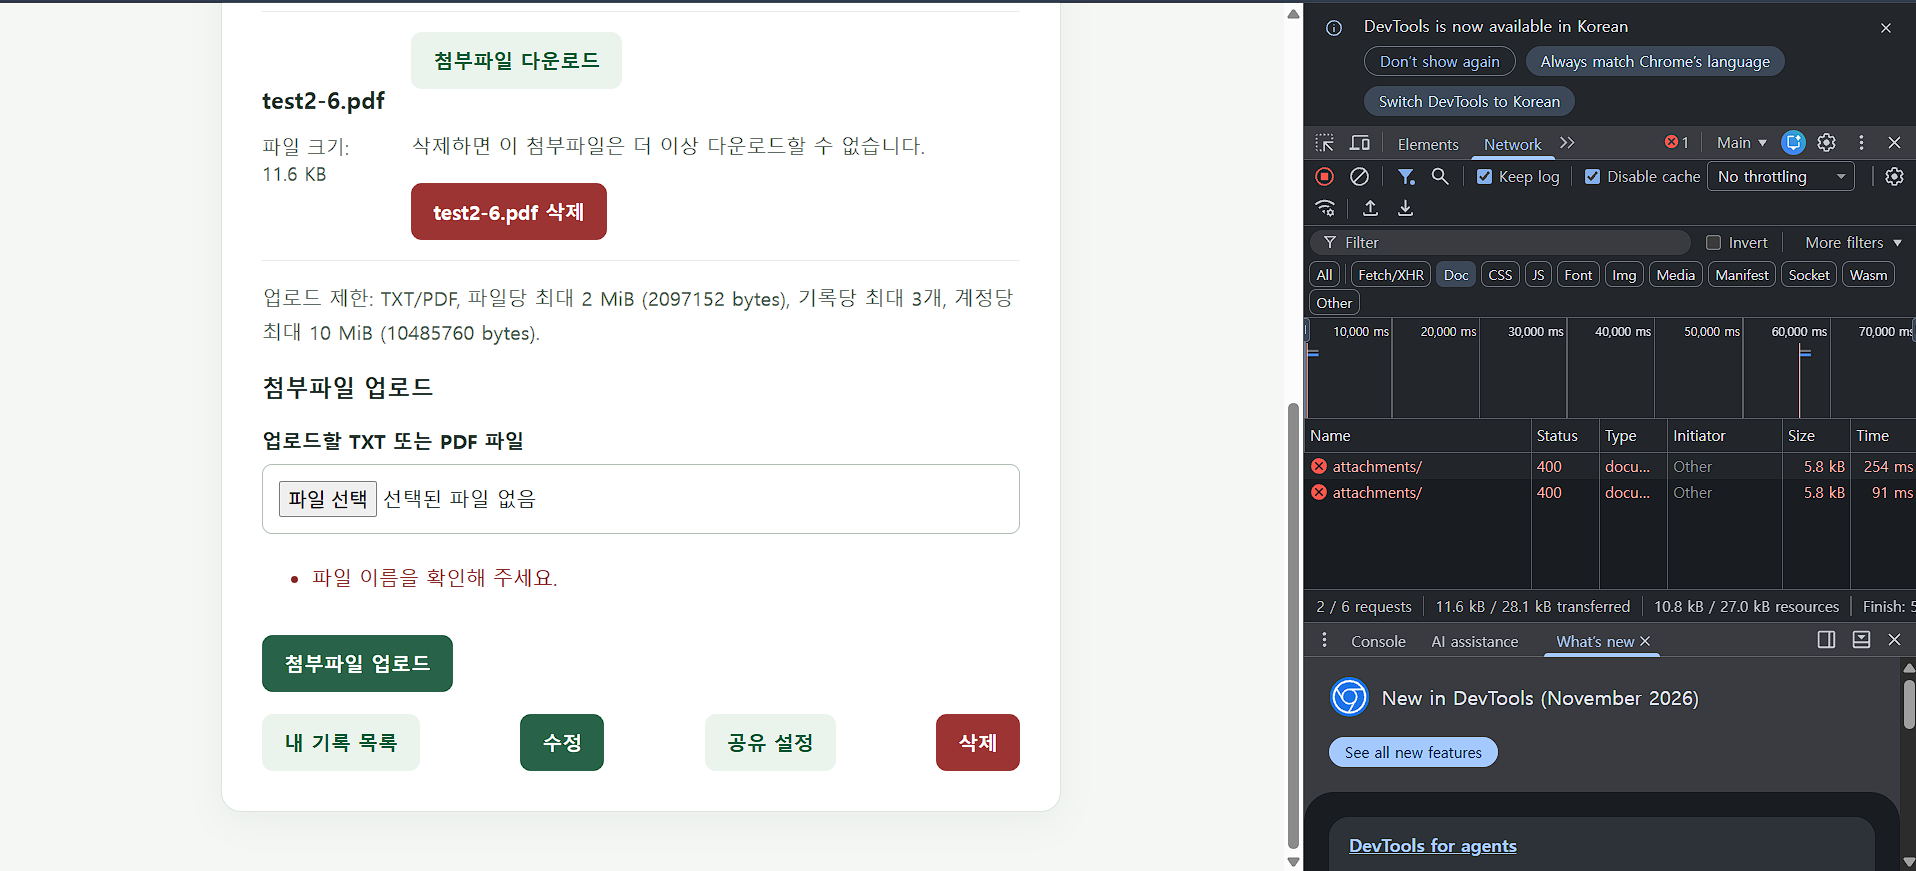 첨부파일 다운로드
test2-6.pdf
파일 크기:
11.6 KB
삭제하면 이 첨부파일은 더 이상 다운로드할 수 없습니다.
test2-6.pdf 삭제
업로드 제한: TXT/PDF, 파일당 최대 2 MiB (2097152 bytes), 기록당 최대 3개, 계정당
최대 10 MiB (10485760 bytes).
첨부파일 업로드
업로드할 TXT 또는 PDF 파일
파일 선택 선택된 파일 없음
파일 이름을 확인해 주세요.
첨부파일 업로드
내 기록 목록 수정 공유 설정 삭제
DevTools is now available in Korean
Don't show again Always match Chrome's language
Switch DevTools to Korean
Elements Network 1 Main
Keep log Disable cache No throttling
Filter Invert More filters
All Fetch/XHR Doc CSS JS Font Img Media Manifest Socket Wasm
Other
10,000 ms 20,000 ms 30,000 ms 40,000 ms 50,000 ms 60,000 ms 70,000 ms
Name Status Type Initiator Size Time
attachments/ 400 docu... Other 5.8 kB 254 ms
attachments/ 400 docu... Other 5.8 kB 91 ms
2 / 6 requests 11.6 kB / 28.1 kB transferred 10.8 kB / 27.0 kB resources Finish: 5
Console AI assistance What's new
New in DevTools (November 2026)
See all new features
DevTools for agents